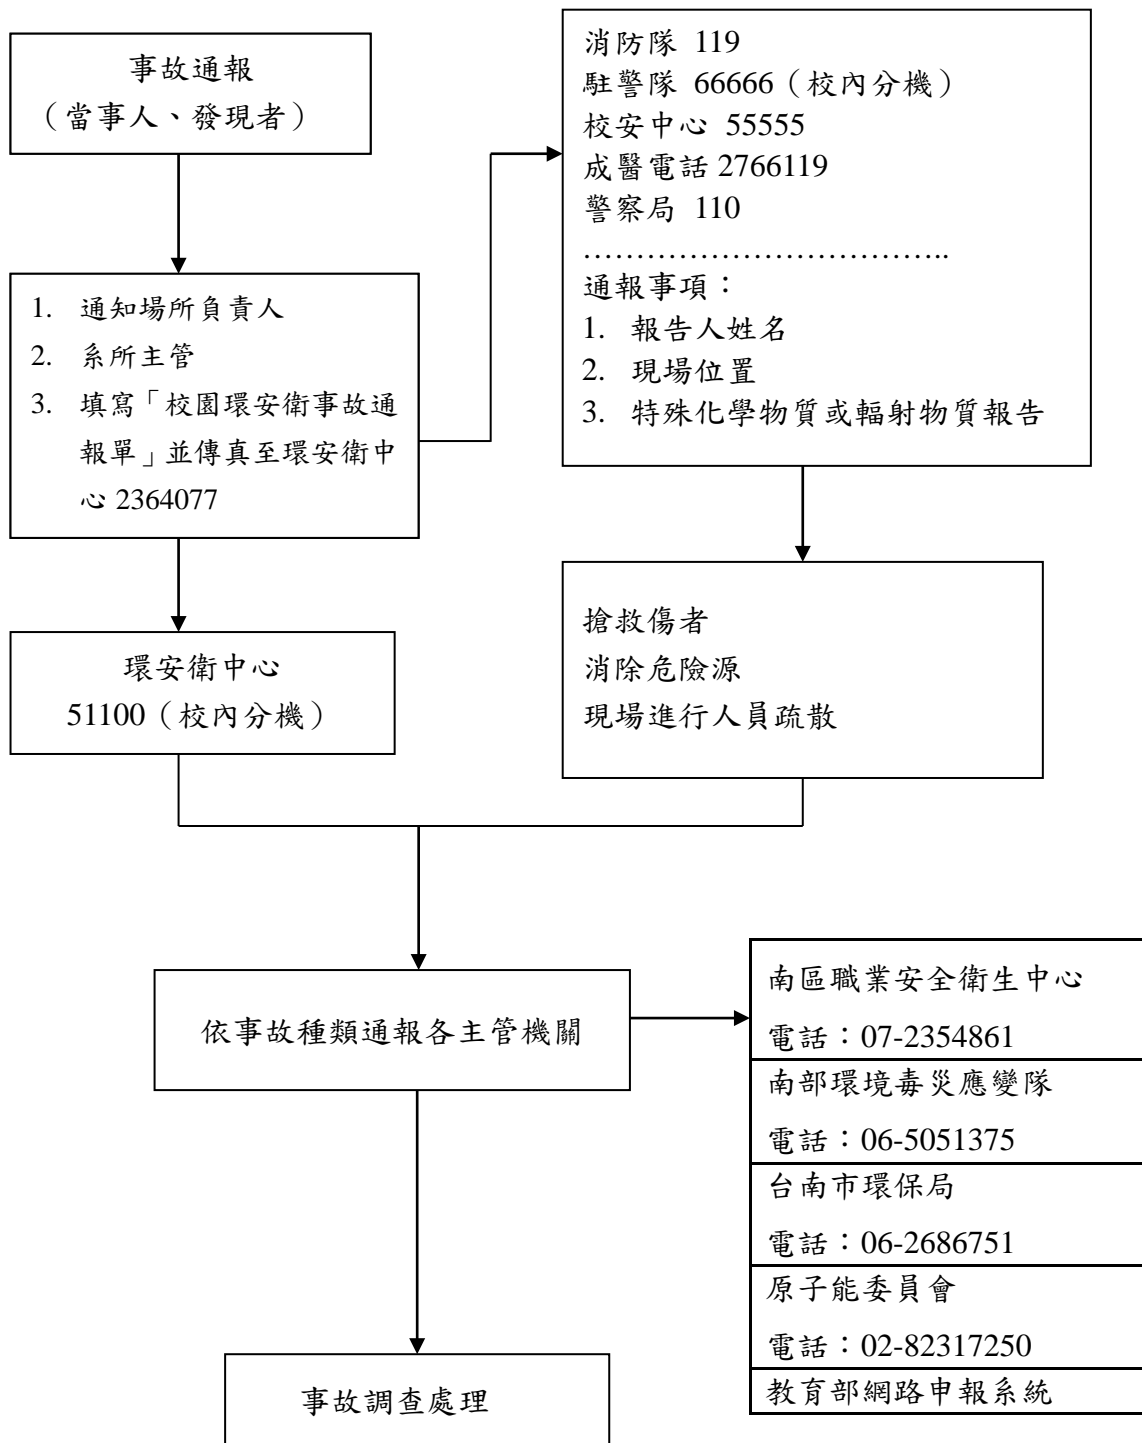 事故通報
（當事人、發現者）
消防隊 119
駐警隊 66666（校內分機）
校安中心 55555
成醫電話 2766119
警察局 110
………………………………..
通報事項：
1. 報告人姓名
2. 現場位置
3. 特殊化學物質或輻射物質報告
1. 通知場所負責人
2. 系所主管
3. 填寫「校園環安衛事故通
報單」並傳真至環安衛中
心 2364077
環安衛中心
51100（校內分機）
搶救傷者
消除危險源
現場進行人員疏散
依事故種類通報各主管機關
南區職業安全衛生中心
電話：07-2354861
南部環境毒災應變隊
電話：06-5051375
台南市環保局
電話：06-2686751
原子能委員會
電話：02-82317250
教育部網路申報系統
事故調查處理